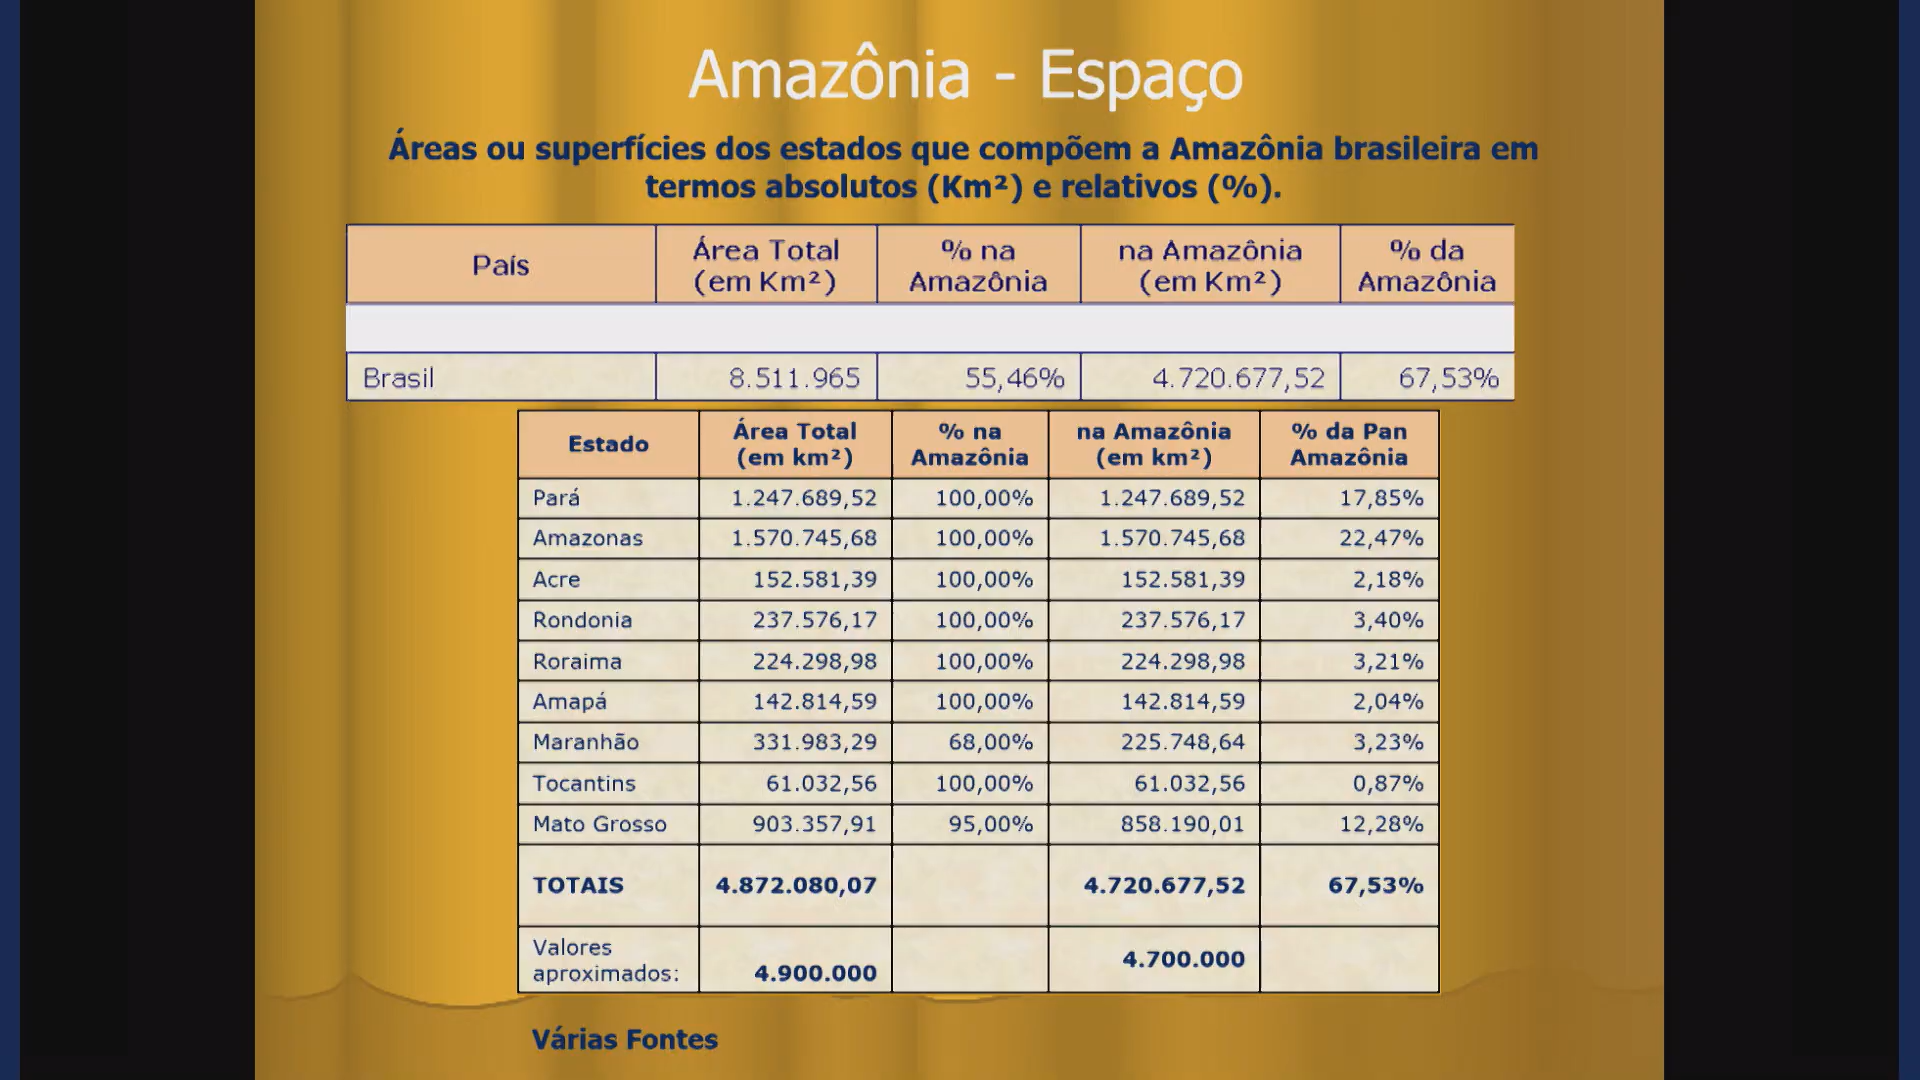 Amazônia - Espaço
Áreas ou superfícies dos estados que compõem a Amazônia brasileira em
termos absolutos (Km²) e relativos (%).
País Área Total (em Km²) % na Amazônia na Amazônia (em Km²) % da Amazônia
Brasil 8.511.965 55,46% 4.720.677,52 67,53%
Estado Área Total (em km²) % na Amazônia na Amazônia (em km²) % da Pan Amazônia
Pará 1.247.689,52 100,00% 1.247.689,52 17,85%
Amazonas 1.570.745,68 100,00% 1.570.745,68 22,47%
Acre 152.581,39 100,00% 152.581,39 2,18%
Rondonia 237.576,17 100,00% 237.576,17 3,40%
Roraima 224.298,98 100,00% 224.298,98 3,21%
Amapá 142.814,59 100,00% 142.814,59 2,04%
Maranhão 331.983,29 68,00% 225.748,64 3,23%
Tocantins 61.032,56 100,00% 61.032,56 0,87%
Mato Grosso 903.357,91 95,00% 858.190,01 12,28%
TOTAIS 4.872.080,07 4.720.677,52 67,53%
Valores aproximados: 4.900.000 4.700.000
Várias Fontes